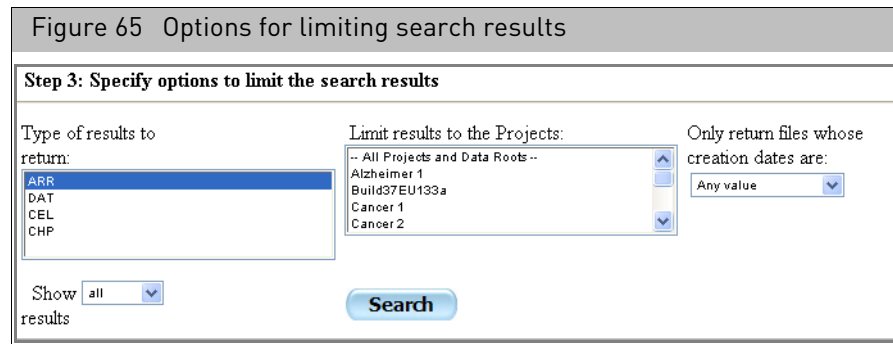 Figure 65 Options for limiting search results
Step 3: Specify options to limit the search results
Type of results to
return:
ARR
DAT
CEL
CHP
Show all
results
Limit results to the Projects:
-- All Projects and Data Roots --
Alzheimer 1
Build37EU133a
Cancer 1
Cancer 2
Search
Only return files whose
creation dates are:
Any value